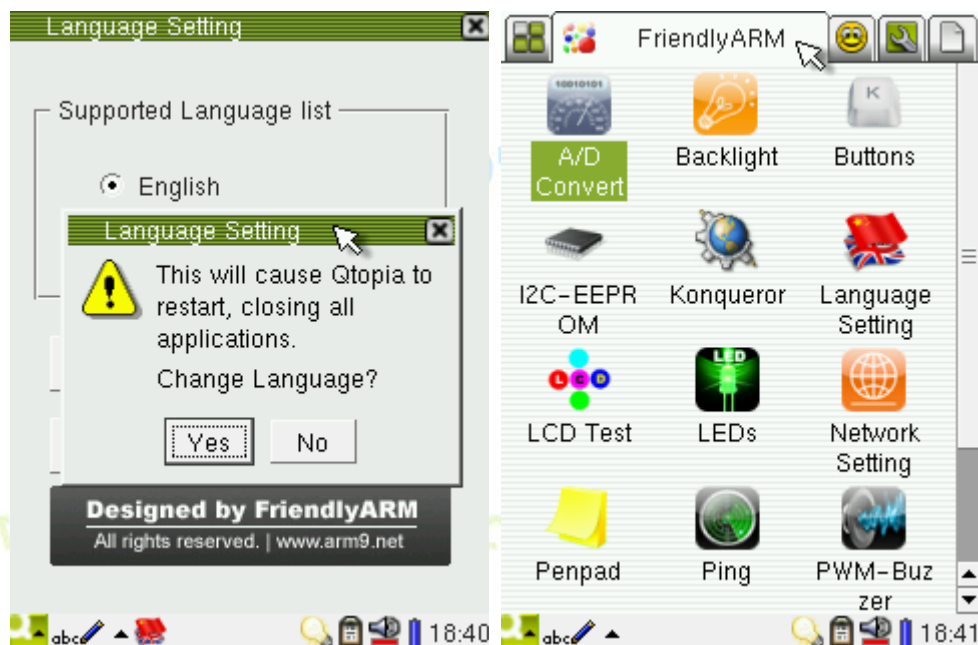 Language Setting
Supported Language list
English
Language Setting
This will cause Qtopia to
restart, closing all
applications.
Change Language?
Yes No
Designed by FriendlyARM
All rights reserved. | www.arm9.net
abc
18:40
FriendlyARM
10010101
K
A/D
Convert
Backlight
Buttons
I2C-EEPR
OM
Konqueror
Language
Setting
L C D
LED
LCD Test
LEDs
Network
Setting
Penpad
Ping
PWM-Buz
zer
abc
18:41